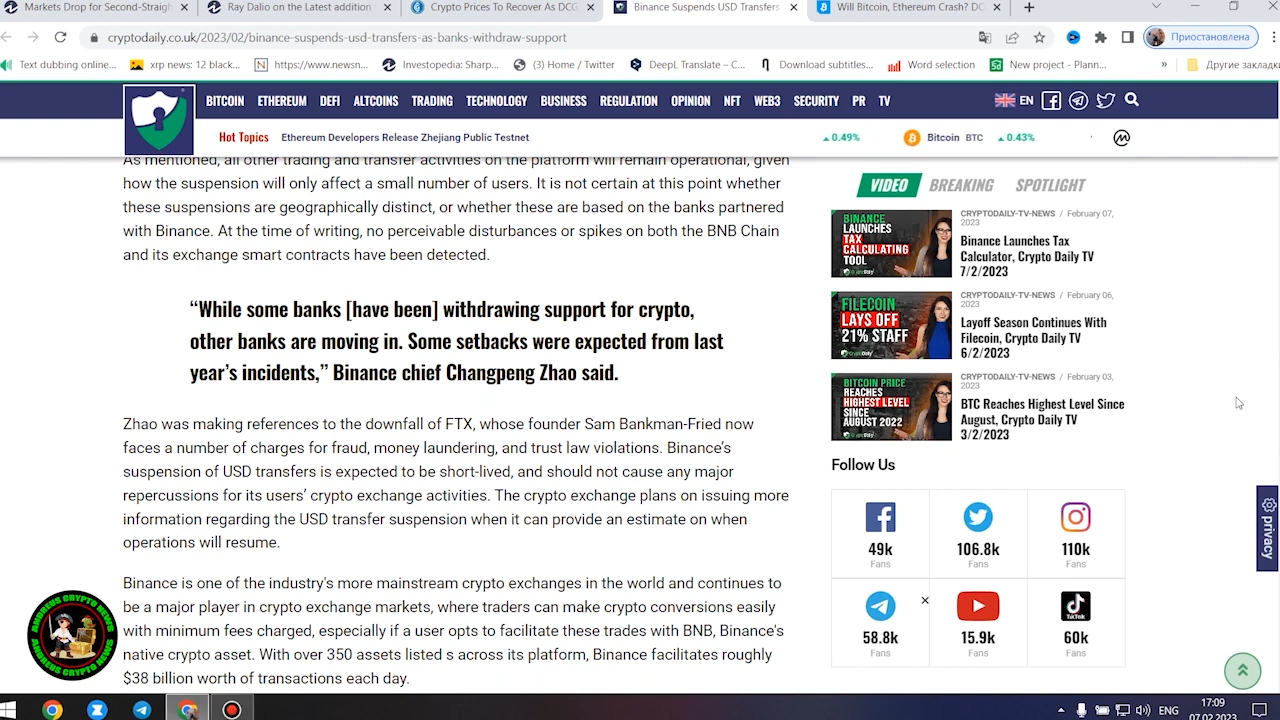 Markets Drop for Second-Straigh
Ray Dalio on the Latest addition
Crypto Prices To Recover As DCG
Binance Suspends USD Transfers
Will Bitcoin, Ethereum Crash? DC
cryptodaily.co.uk/2023/02/binance-suspends-usd-transfers-as-banks-withdraw-support
Приостановлена
Text dubbing online...
xrp news: 12 black...
https://www.newsn...
Investopedia: Sharp...
(3) Home / Twitter
DeepL Translate – C...
Download subtitles...
Word selection
New project - Plann...
»
Другие закладки
BITCOIN ETHEREUM DEFI ALTCOINS TRADING TECHNOLOGY BUSINESS REGULATION OPINION NFT WEB3 SECURITY PR TV
EN
Hot Topics
Ethereum Developers Release Zhejiang Public Testnet
0.49%
Bitcoin BTC
0.43%
As mentioned, all other trading and transfer activities on the platform will remain operational, given
how the suspension will only affect a small number of users. It is not certain at this point whether
these suspensions are geographically distinct, or whether these are based on the banks partnered
with Binance. At the time of writing, no perceivable disturbances or spikes on both the BNB Chain
and its exchange smart contracts have been detected.
“While some banks [have been] withdrawing support for crypto,
other banks are moving in. Some setbacks were expected from last
year’s incidents,” Binance chief Changpeng Zhao said.
Zhao was making references to the downfall of FTX, whose founder Sam Bankman-Fried now
faces a number of charges for fraud, money laundering, and trust law violations. Binance’s
suspension of USD transfers is expected to be short-lived, and should not cause any major
repercussions for its users’ crypto exchange activities. The crypto exchange plans on issuing more
information regarding the USD transfer suspension when it can provide an estimate on when
operations will resume.
Binance is one of the industry's more mainstream crypto exchanges in the world and continues to
be a major player in crypto exchange markets, where traders can make crypto conversions easily
with minimum fees charged, especially if a user opts to facilitate these trades with BNB, Binance's
native crypto asset. With over 350 assets listed s across its platform, Binance facilitates roughly
$38 billion worth of transactions each day.
VIDEO BREAKING SPOTLIGHT
BINANCE
LAUNCHES
TAX
CALCULATING
TOOL
CRYPTODAILY-TV-NEWS / February 07,
2023
Binance Launches Tax
Calculator, Crypto Daily TV
7/2/2023
FILECOIN
LAYS OFF
21% STAFF
CRYPTODAILY-TV-NEWS / February 06,
2023
Layoff Season Continues With
Filecoin, Crypto Daily TV
6/2/2023
BITCOIN PRICE
REACHES
HIGHEST LEVEL
SINCE
AUGUST 2022
CRYPTODAILY-TV-NEWS / February 03,
2023
BTC Reaches Highest Level Since
August, Crypto Daily TV
3/2/2023
Follow Us
49k
Fans
106.8k
Fans
110k
Fans
58.8k
Fans
15.9k
Fans
TikTok
60k
Fans
privacy
ANDREUS CRYPTO NEWS
ANDREUS CRYPTO NEWS
ENG
17:09
07.02.2023